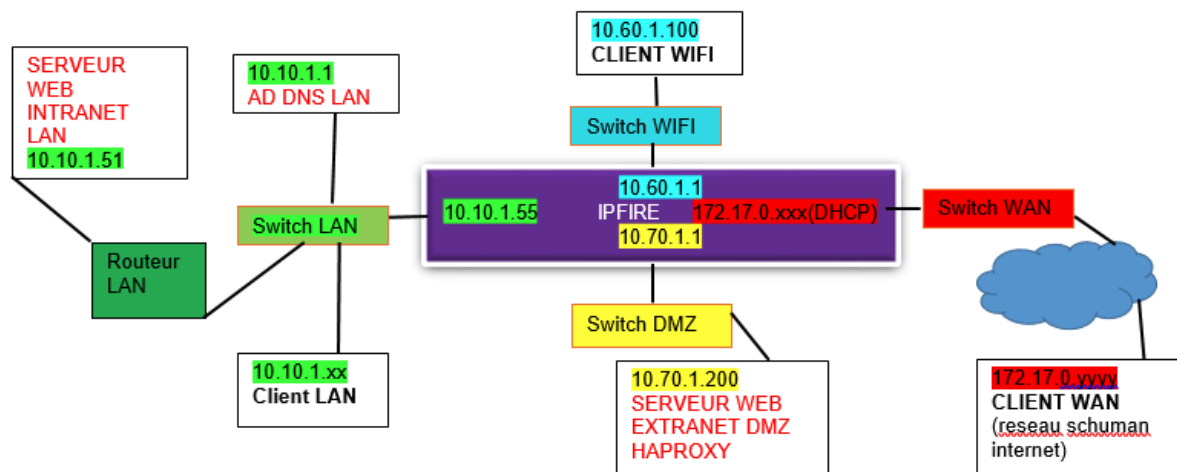 10.60.1.100
CLIENT WIFI
SERVEUR
WEB
INTRANET
LAN
10.10.1.51
10.10.1.1
AD DNS LAN
Switch WIFI
10.60.1.1
10.10.1.55
IPFIRE
172.17.0.xxx(DHCP)
10.70.1.1
Switch WAN
Switch LAN
Routeur
LAN
Switch DMZ
10.10.1.xx
Client LAN
10.70.1.200
SERVEUR WEB
EXTRANET DMZ
HAPROXY
172.17.0.yyyy
CLIENT WAN
(reseau schuman
internet)